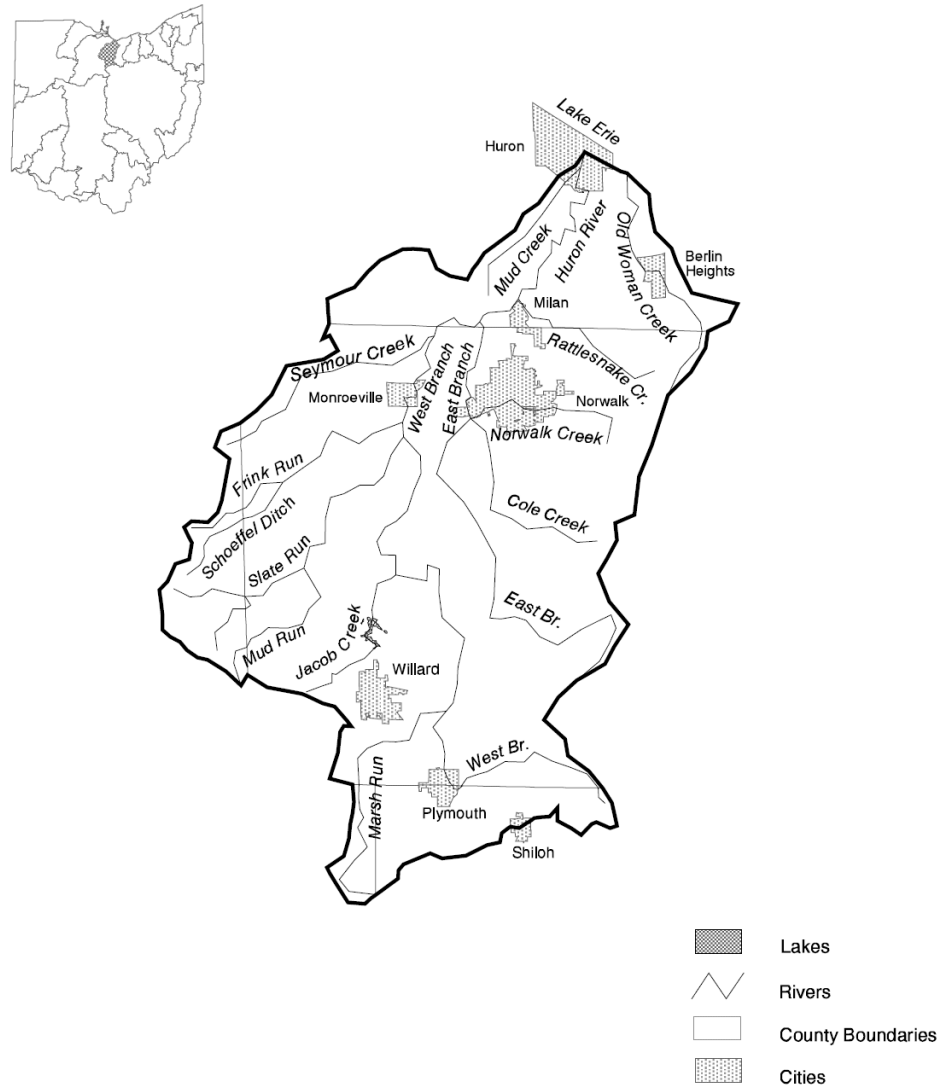 Lake Erie
Huron
Mud Creek
Huron River
Old Woman Creek
Berlin
Heights
Milan
Rattlesnake Cr.
Seymour Creek
West Branch
East Branch
Monroeville
Norwalk
Norwalk Creek
Frink Run
Schoeffel Ditch
Cole Creek
Slate Run
East Br.
Mud Run
Jacob Creek
Willard
West Br.
Marsh Run
Plymouth
Shiloh
Lakes
Rivers
County Boundaries
Cities